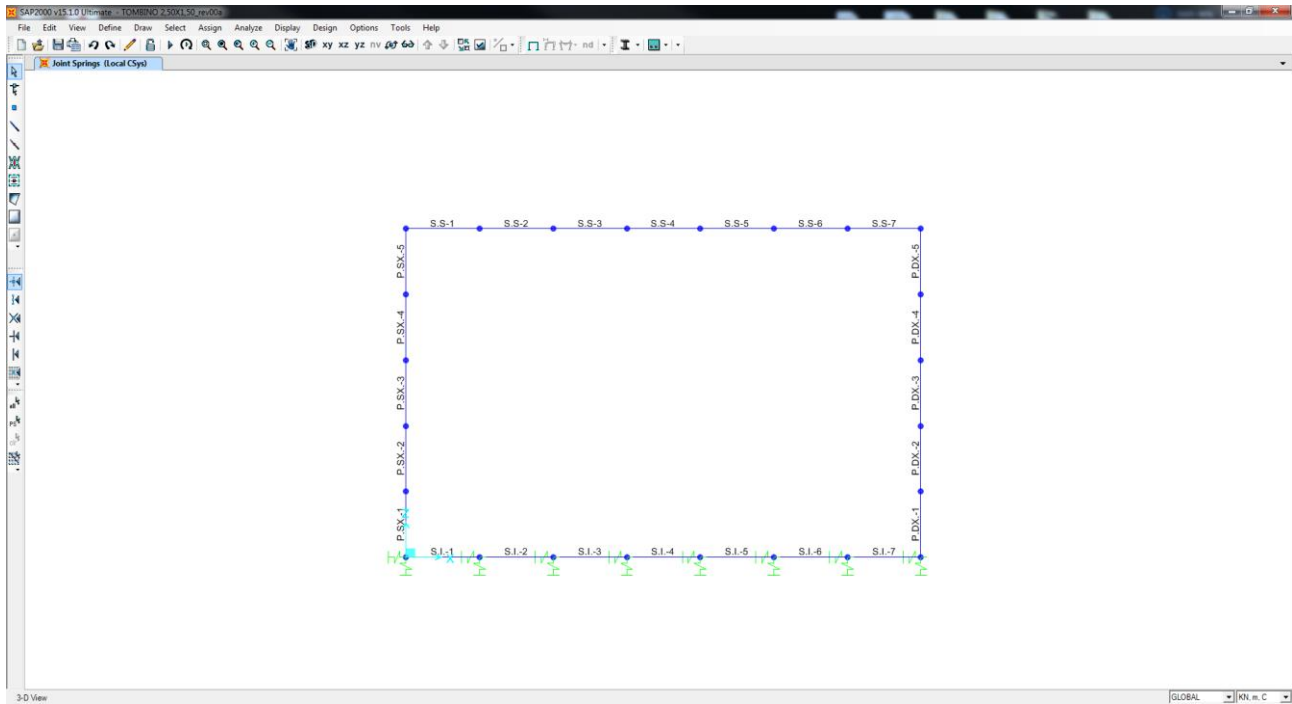 SAP2000 v15.1.0 Ultimate - TOMBINO 2,50X1,50_rev00a
File Edit View Define Draw Select Assign Analyze Display Design Options Tools Help
xy xz yz nv nd
Joint Springs (Local CSys)
S.S-1 S.S-2 S.S-3 S.S-4 S.S-5 S.S-6 S.S-7
P.SX.-5 P.DX.-5
P.SX.-4 P.DX.-4
P.SX.-3 P.DX.-3
P.SX.-2 P.DX.-2
P.SX.-1 P.DX.-1
S.I.-1 S.I.-2 S.I.-3 S.I.-4 S.I.-5 S.I.-6 S.I.-7
X
3-D View GLOBAL KN, m, C